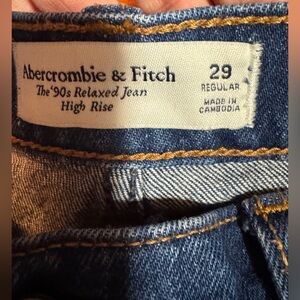 Abercrombie & Fitch
The '90s Relaxed Jean
High Rise
29
REGULAR
MADE IN
CAMBODIA